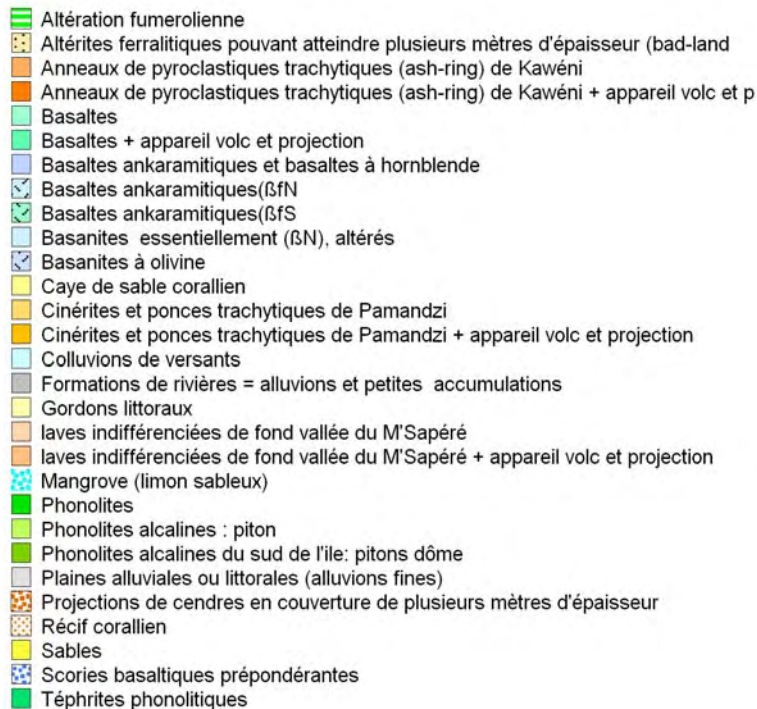 Altération fumerolienne
Altérites ferralitiques pouvant atteindre plusieurs mètres d'épaisseur (bad-land
Anneaux de pyroclastiques trachytiques (ash-ring) de Kawéni
Anneaux de pyroclastiques trachytiques (ash-ring) de Kawéni + appareil volc et p
Basaltes
Basaltes + appareil volc et projection
Basaltes ankaramitiques et basaltes à hornblende
Basaltes ankaramitiques(ßfN
Basaltes ankaramitiques(ßfS
Basanites essentiellement (ßN), altérés
Basanites à olivine
Caye de sable corallien
Cinérites et ponces trachytiques de Pamandzi
Cinérites et ponces trachytiques de Pamandzi + appareil volc et projection
Colluvions de versants
Formations de rivières = alluvions et petites accumulations
Gordons littoraux
laves indifférenciées de fond vallée du M'Sapéré
laves indifférenciées de fond vallée du M'Sapéré + appareil volc et projection
Mangrove (limon sableux)
Phonolites
Phonolites alcalines : piton
Phonolites alcalines du sud de l'ile: pitons dôme
Plaines alluviales ou littorales (alluvions fines)
Projections de cendres en couverture de plusieurs mètres d'épaisseur
Récif corallien
Sables
Scories basaltiques prépondérantes
Téphrites phonolitiques